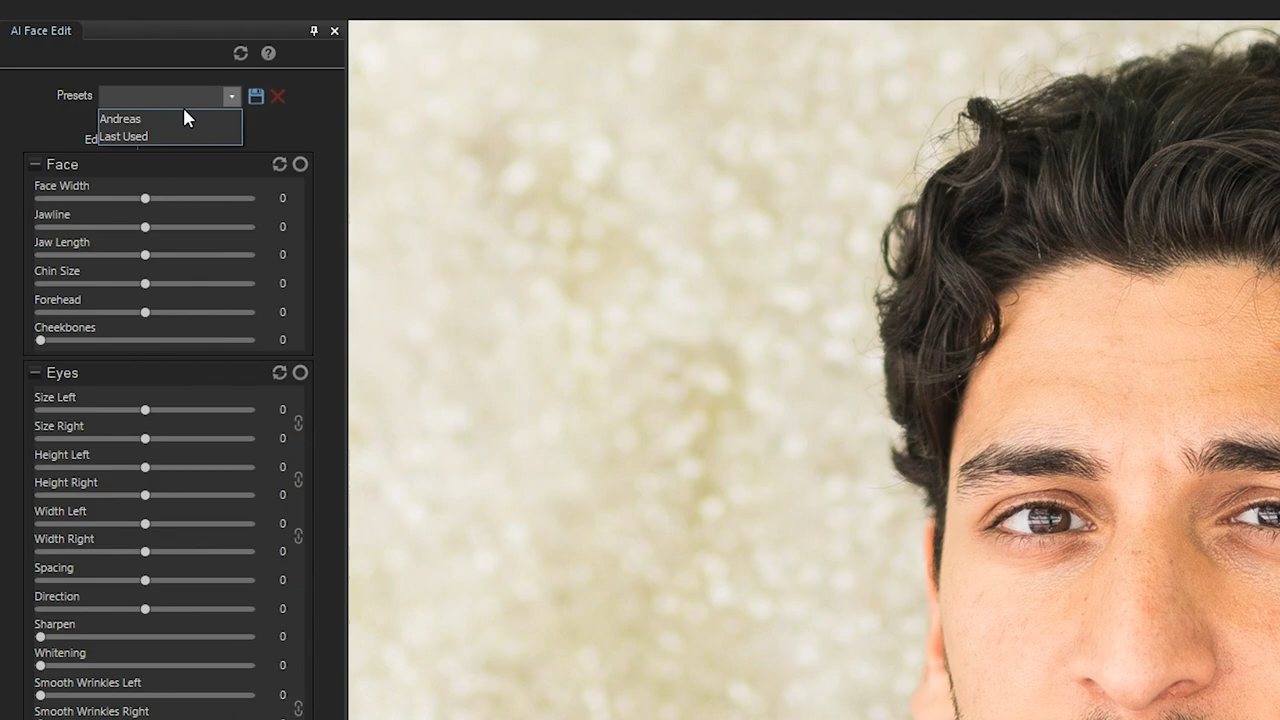 AI Face Edit
Presets
Andreas
Last Used
Ed
Face
Face Width
0
Jawline
0
Jaw Length
0
Chin Size
0
Forehead
0
Cheekbones
0
Eyes
Size Left
0
Size Right
0
Height Left
0
Height Right
0
Width Left
0
Width Right
0
Spacing
0
Direction
0
Sharpen
0
Whitening
0
Smooth Wrinkles Left
0
Smooth Wrinkles Right